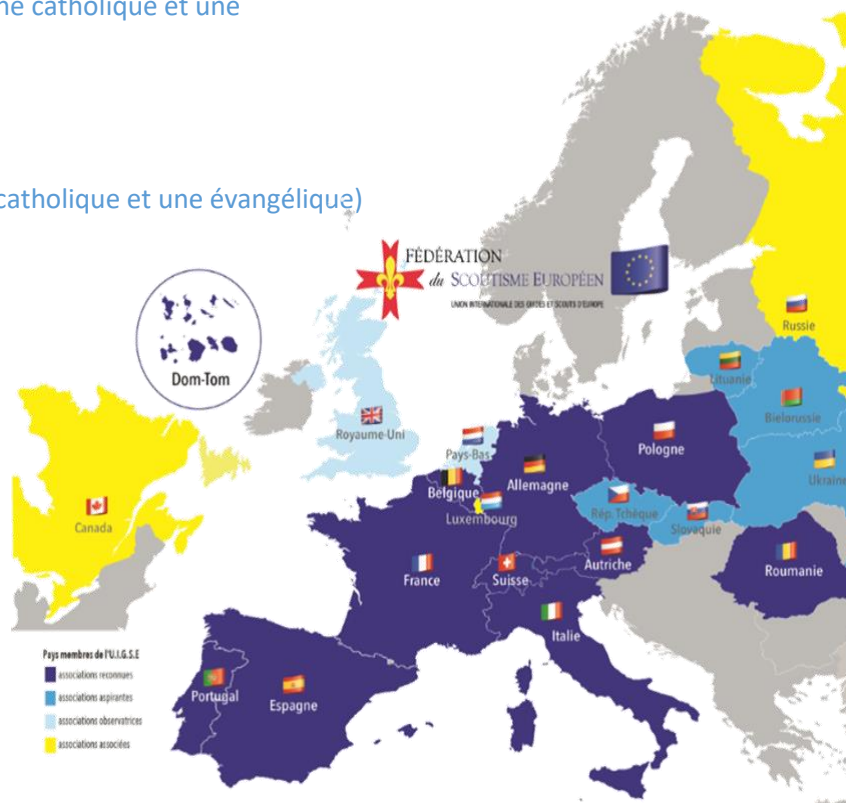 ne catholique et une
catholique et une évangélique)
FÉDÉRATION
du SCOUTISME EUROPÉEN
UNION INTERNATIONALE DES GUIDES ET SCOUTS D'EUROPE
Dom-Tom
Russie
Lituanie
Bielorussie
Royaume-Uni
Pays-Bas
Pologne
Ukraine
Belgique
Allemagne
Canada
Luxembourg
Rép. Tchèque
Slovaquie
France
Suisse
Autriche
Roumanie
Italie
Portugal
Espagne
Pays membres de l'U.I.G.S.E
associations reconnues
associations aspirantes
associations observatrices
associations associées